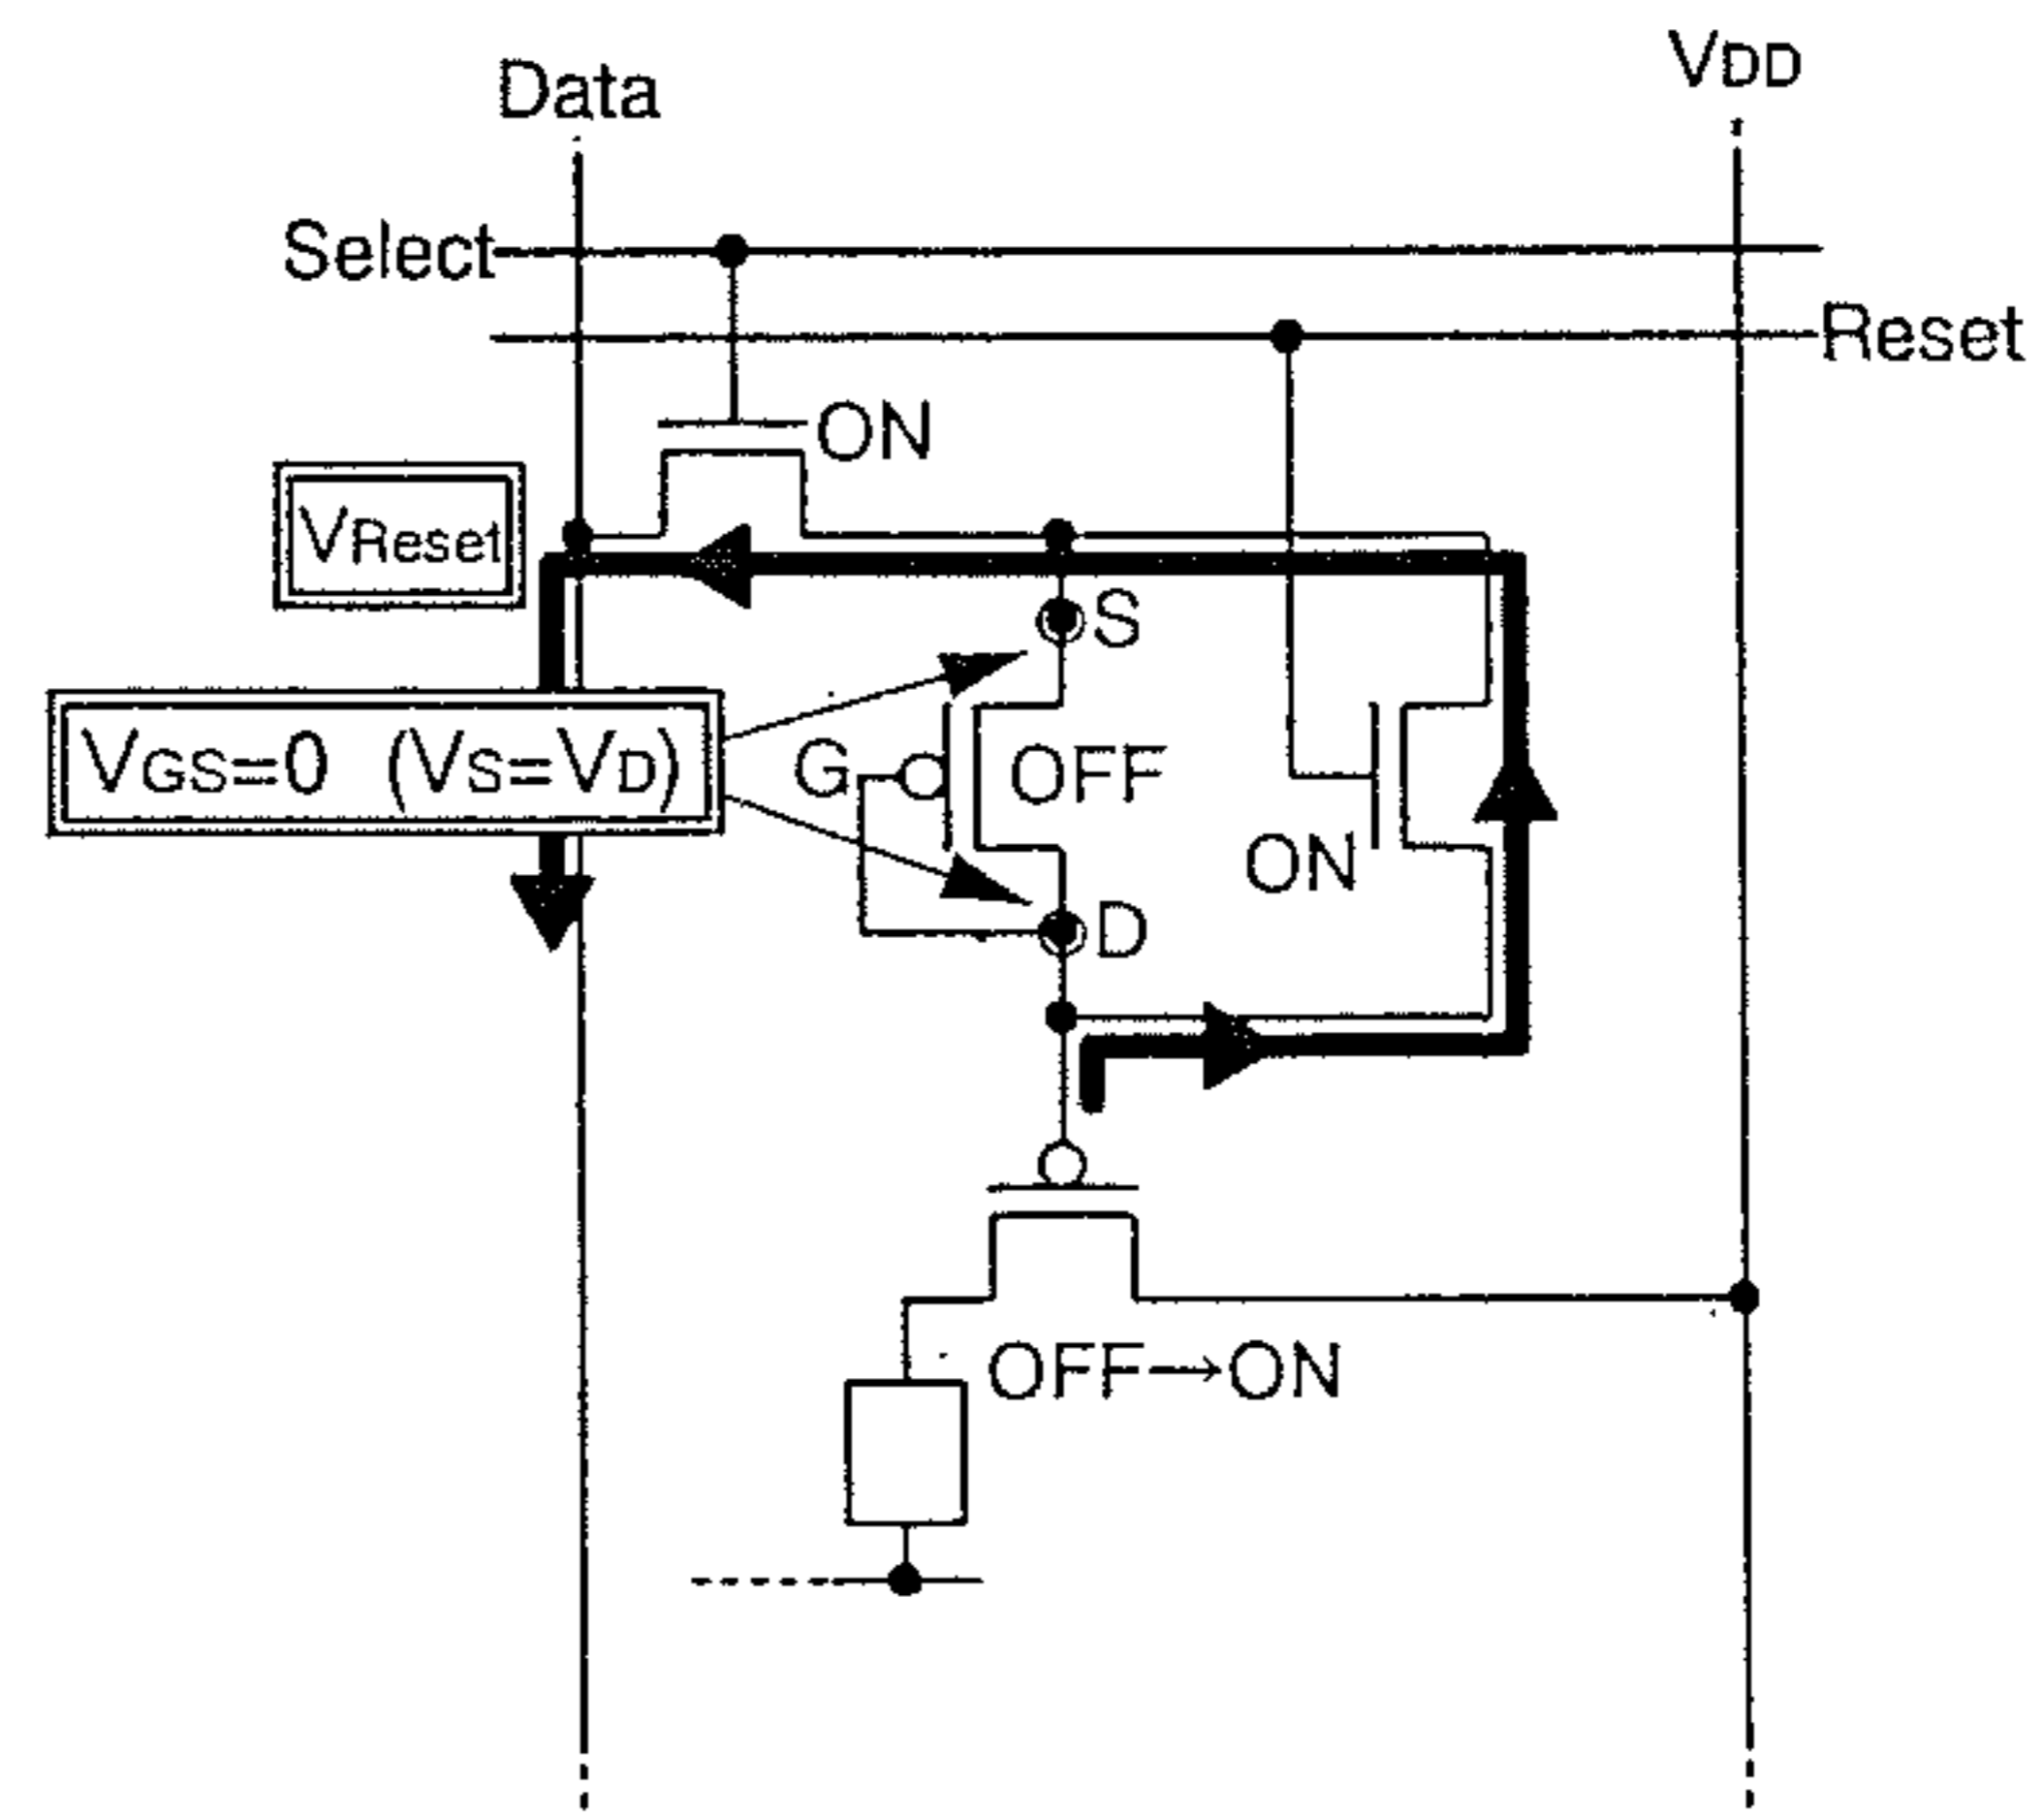 Data
VDD
Select
Reset
ON
VReset
S
VGS=0 (VS=VD)
G
OFF
ON
D
OFF→ON